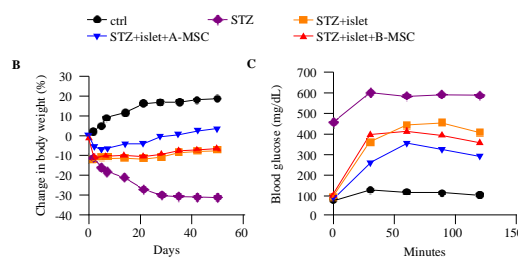 ctrl STZ STZ+islet
STZ+islet+A-MSC STZ+islet+B-MSC
B
Change in body weight (%)
30
20
10
0
-10
-20
-30
-40
0 20 40 60
Days
C
Blood glucose (mg/dL)
700
600
500
400
300
200
100
0
0 50 100 150
Minutes